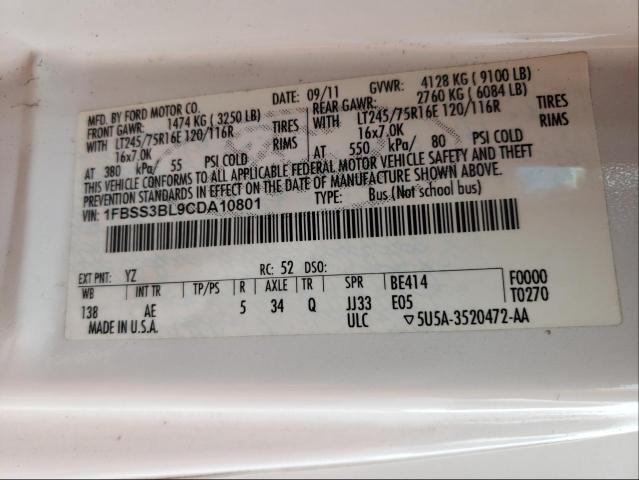 MFD. BY FORD MOTOR CO. DATE: 09/11 GVWR: 4128 KG ( 9100 LB)
FRONT GAWR: 1474 KG ( 3250 LB) REAR GAWR: 2760 KG ( 6084 LB)
WITH LT245/75R16E 120/116R TIRES WITH LT245/75R16E 120/116R TIRES
16x7.0K RIMS 16x7.0K RIMS
AT 380 kPa/ 55 PSI COLD AT 550 kPa/ 80 PSI COLD
THIS VEHICLE CONFORMS TO ALL APPLICABLE FEDERAL MOTOR VEHICLE SAFETY AND THEFT
PREVENTION STANDARDS IN EFFECT ON THE DATE OF MANUFACTURE SHOWN ABOVE.
VIN: 1FBSS3BL9CDA10801 TYPE: Bus (Not school bus)
EXT PNT: YZ RC: 52 DSO:
WB INT TR TP/PS R AXLE TR SPR BE414 F0000
138 AE 5 34 Q JJ33 E05 T0270
MADE IN U.S.A. ULC ▽5U5A-3520472-AA